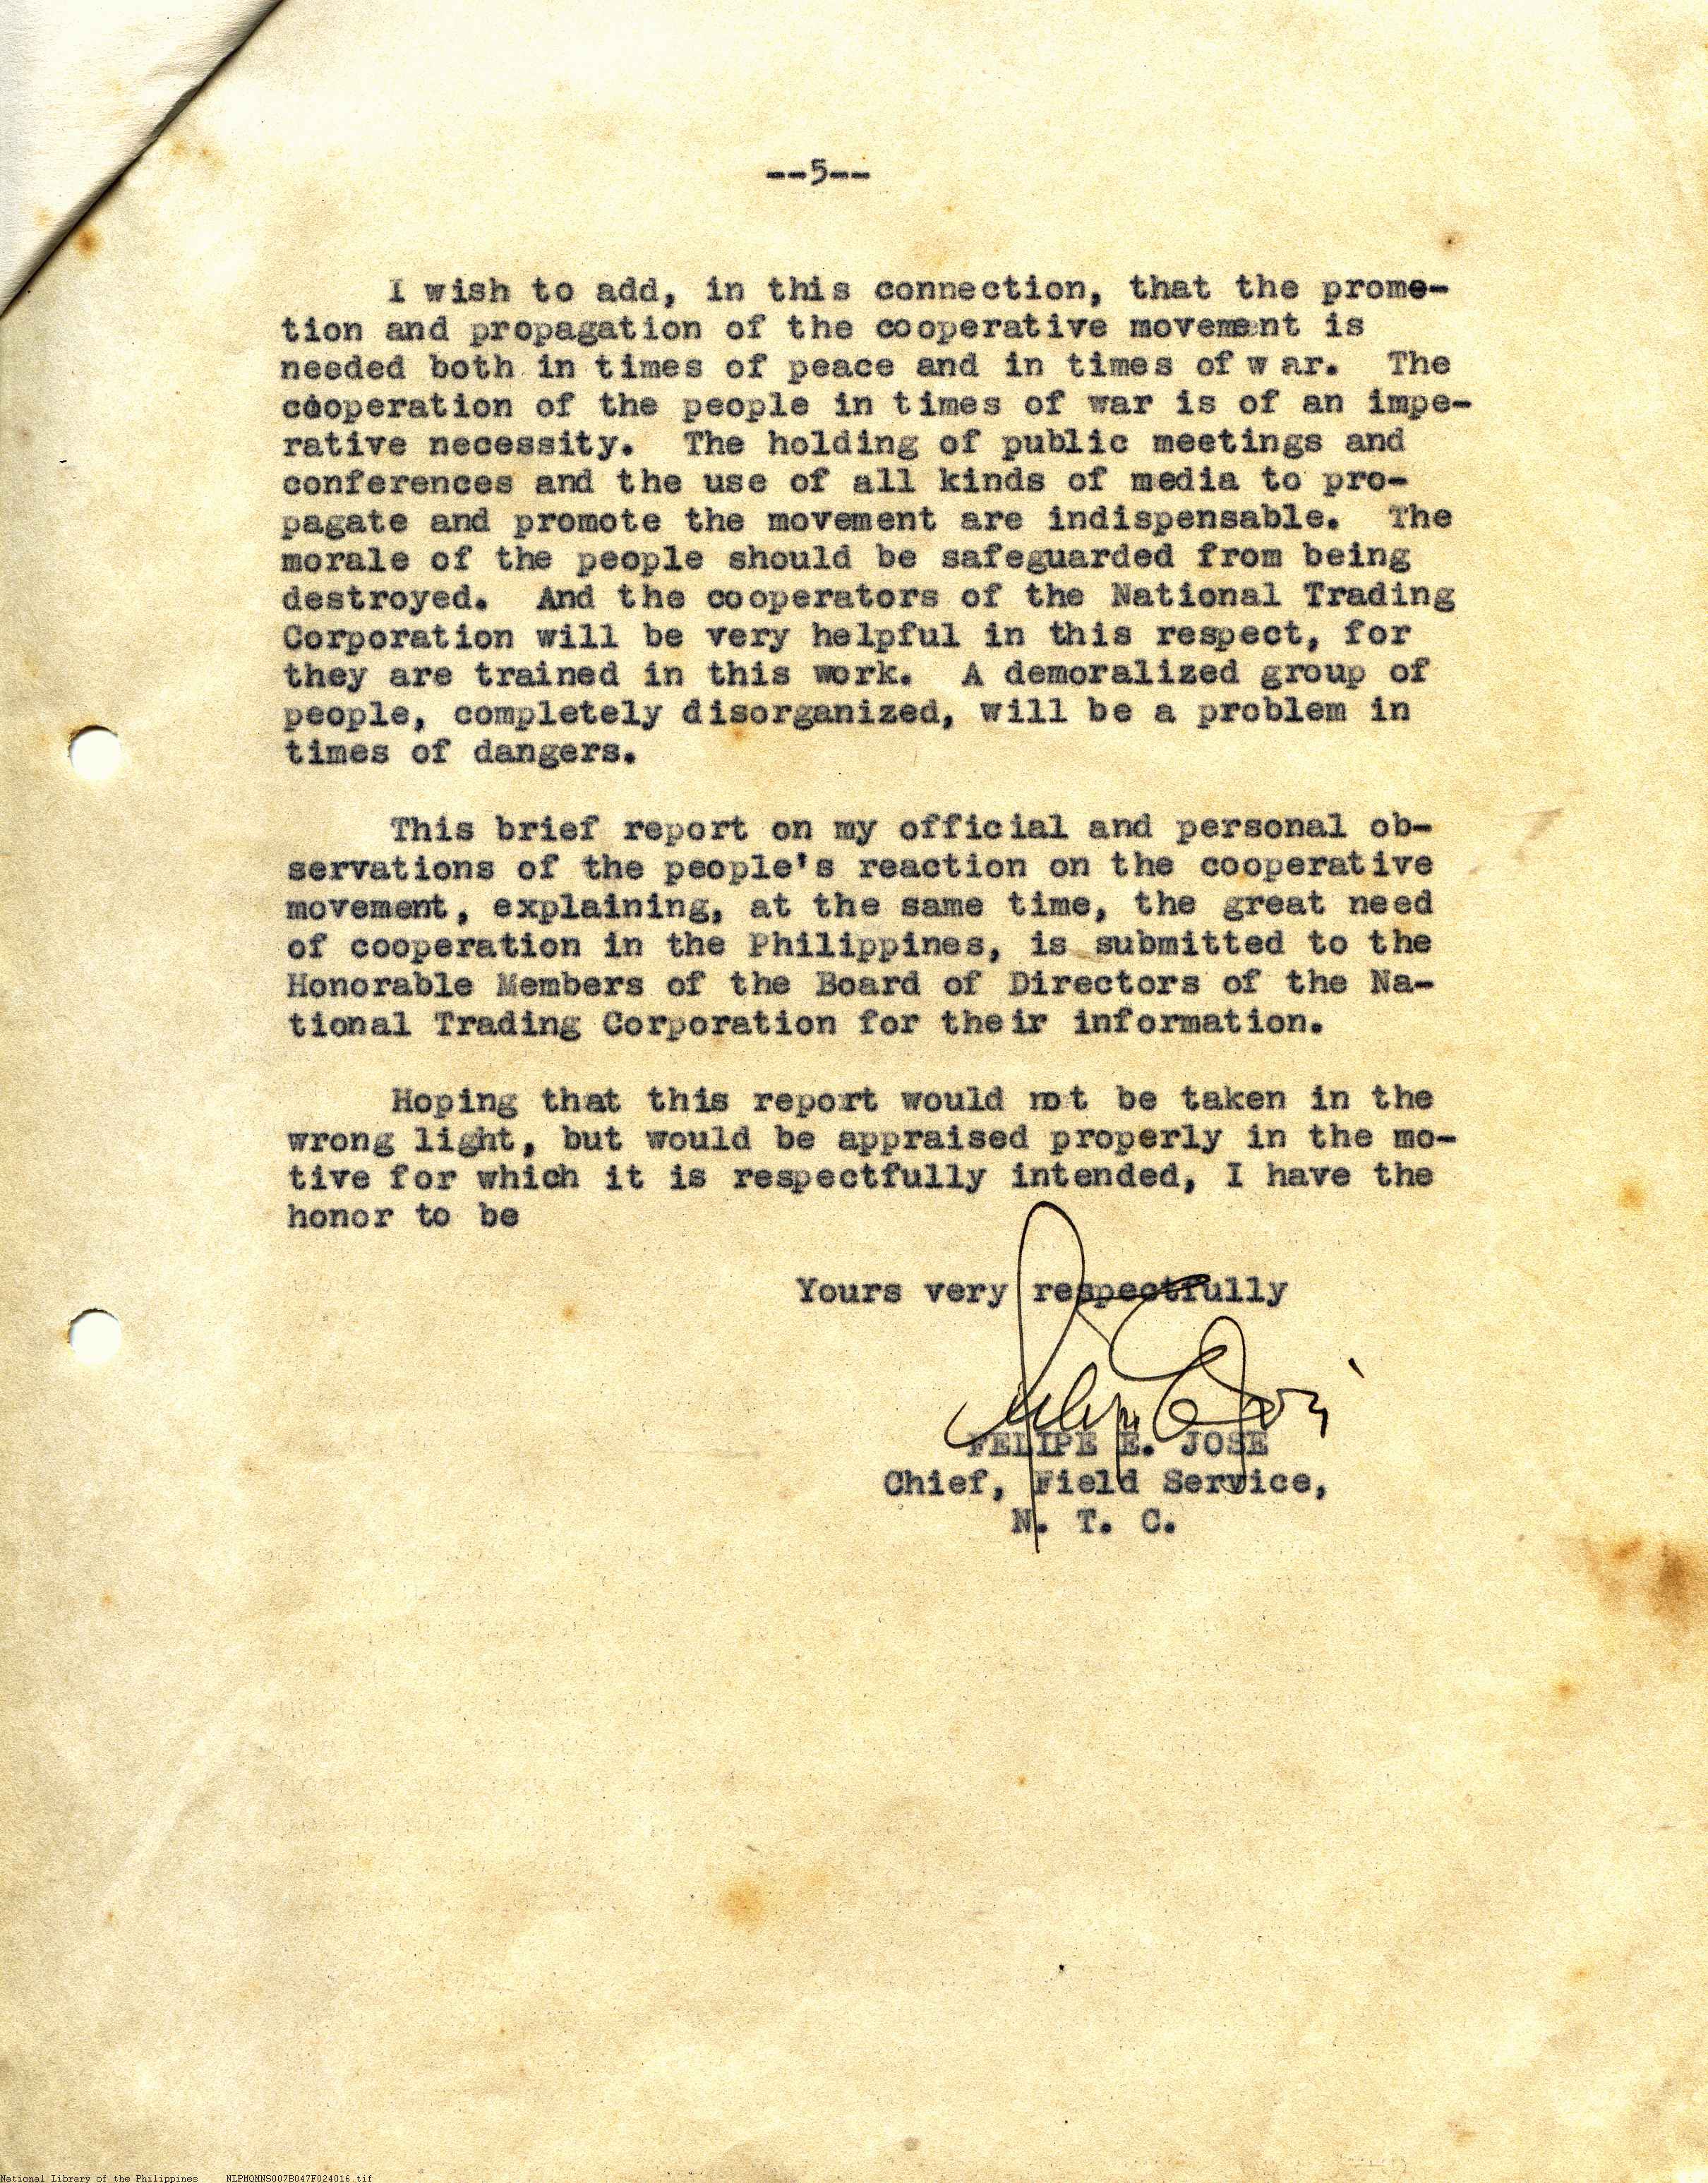 --5--
I wish to add, in this connection, that the promo-
tion and propagation of the cooperative movement is
needed both in times of peace and in times of w ar. The
cooperation of the people in times of war is of an impe-
rative necessity. The holding of public meetings and
conferences and the use of all kinds of media to pro-
pagate and promote the movement are indispensable. The
morale of the people should be safeguarded from being
destroyed. And the cooperators of the National Trading
Corporation will be very helpful in this respect, for
they are trained in this work. A demoralized group of
people, completely disorganized, will be a problem in
times of dangers.
This brief report on my official and personal ob-
servations of the people's reaction on the cooperative
movement, explaining, at the same time, the great need
of cooperation in the Philippines, is submitted to the
Honorable Members of the Board of Directors of the Na-
tional Trading Corporation for their information.
Hoping that this report would not be taken in the
wrong light, but would be appraised properly in the mo-
tive for which it is respectfully intended, I have the
honor to be
Yours very respectfully
FELIPE E. JOSE
Chief, Field Service,
N. T. C.
National Library of the Philippines NLPMQMNS007B047F024016.tif